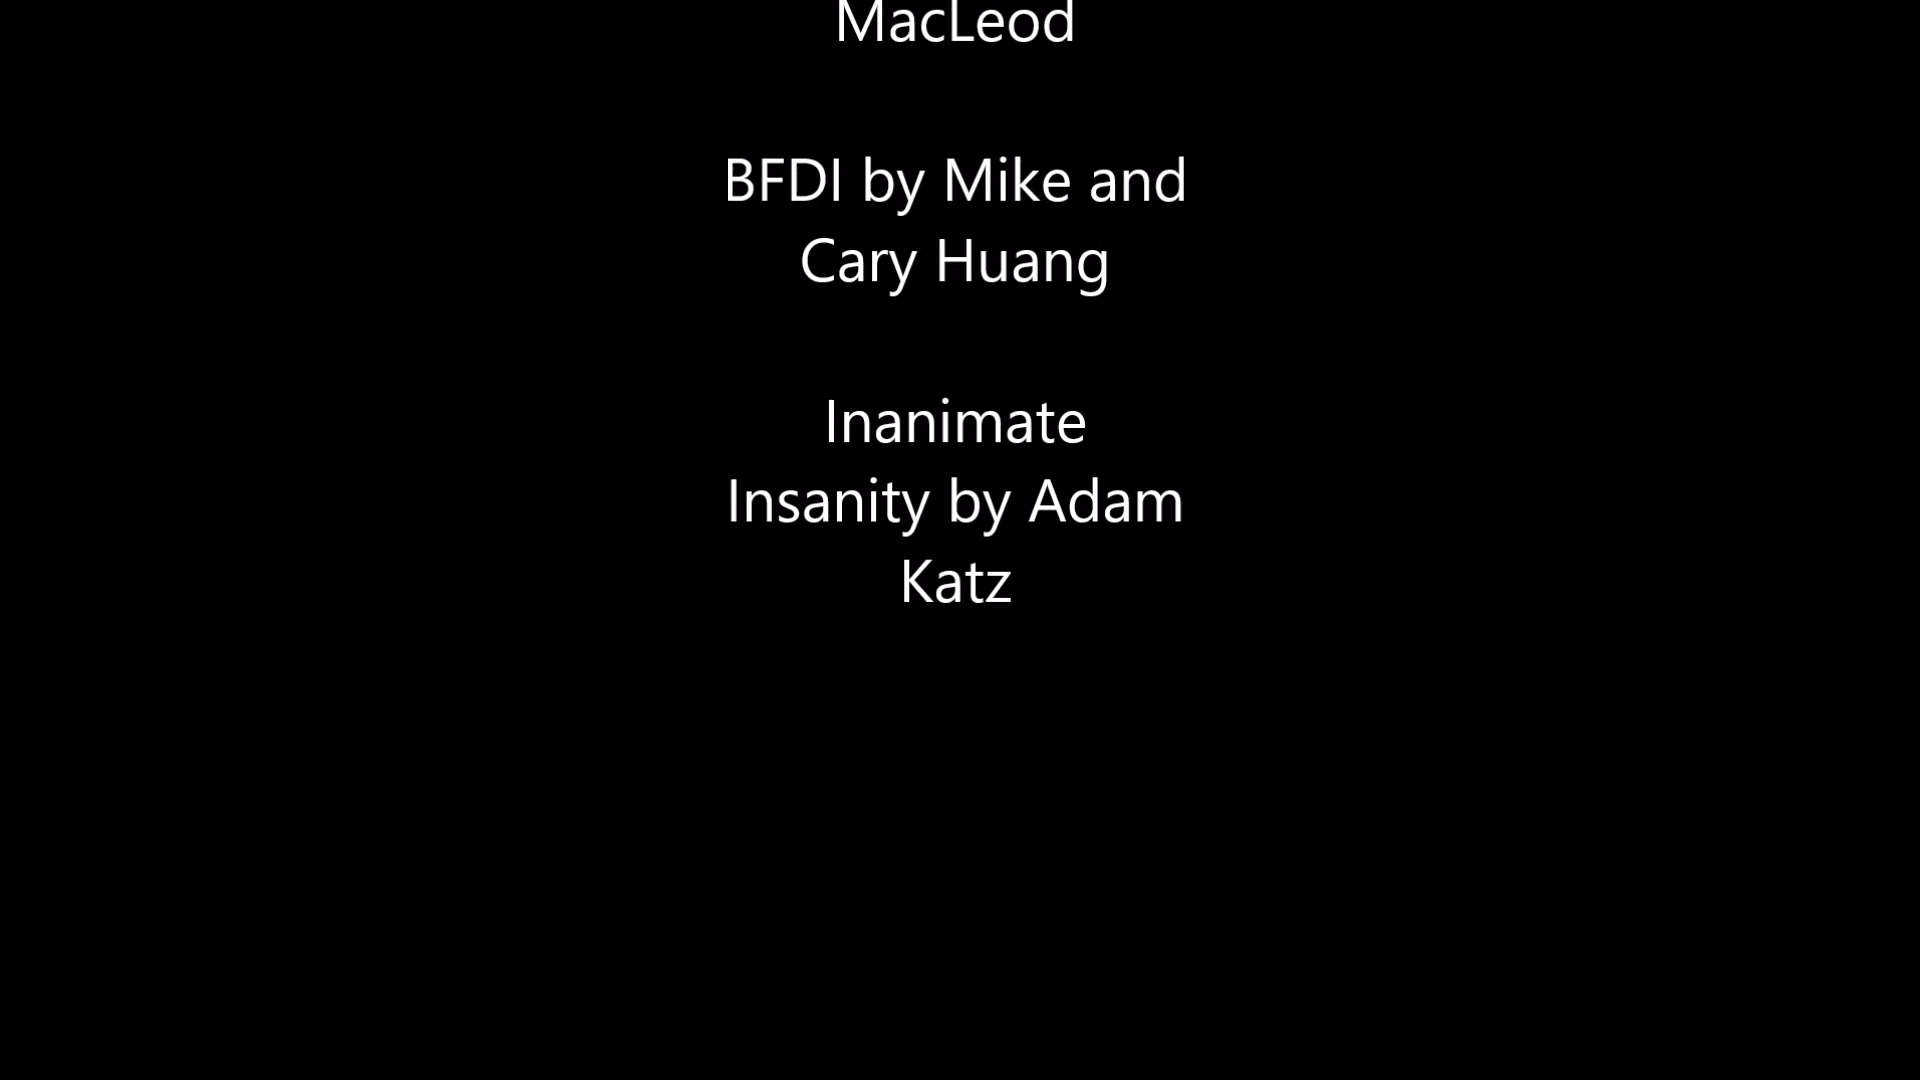 MacLeod
BFDI by Mike and
Cary Huang
Inanimate
Insanity by Adam
Katz